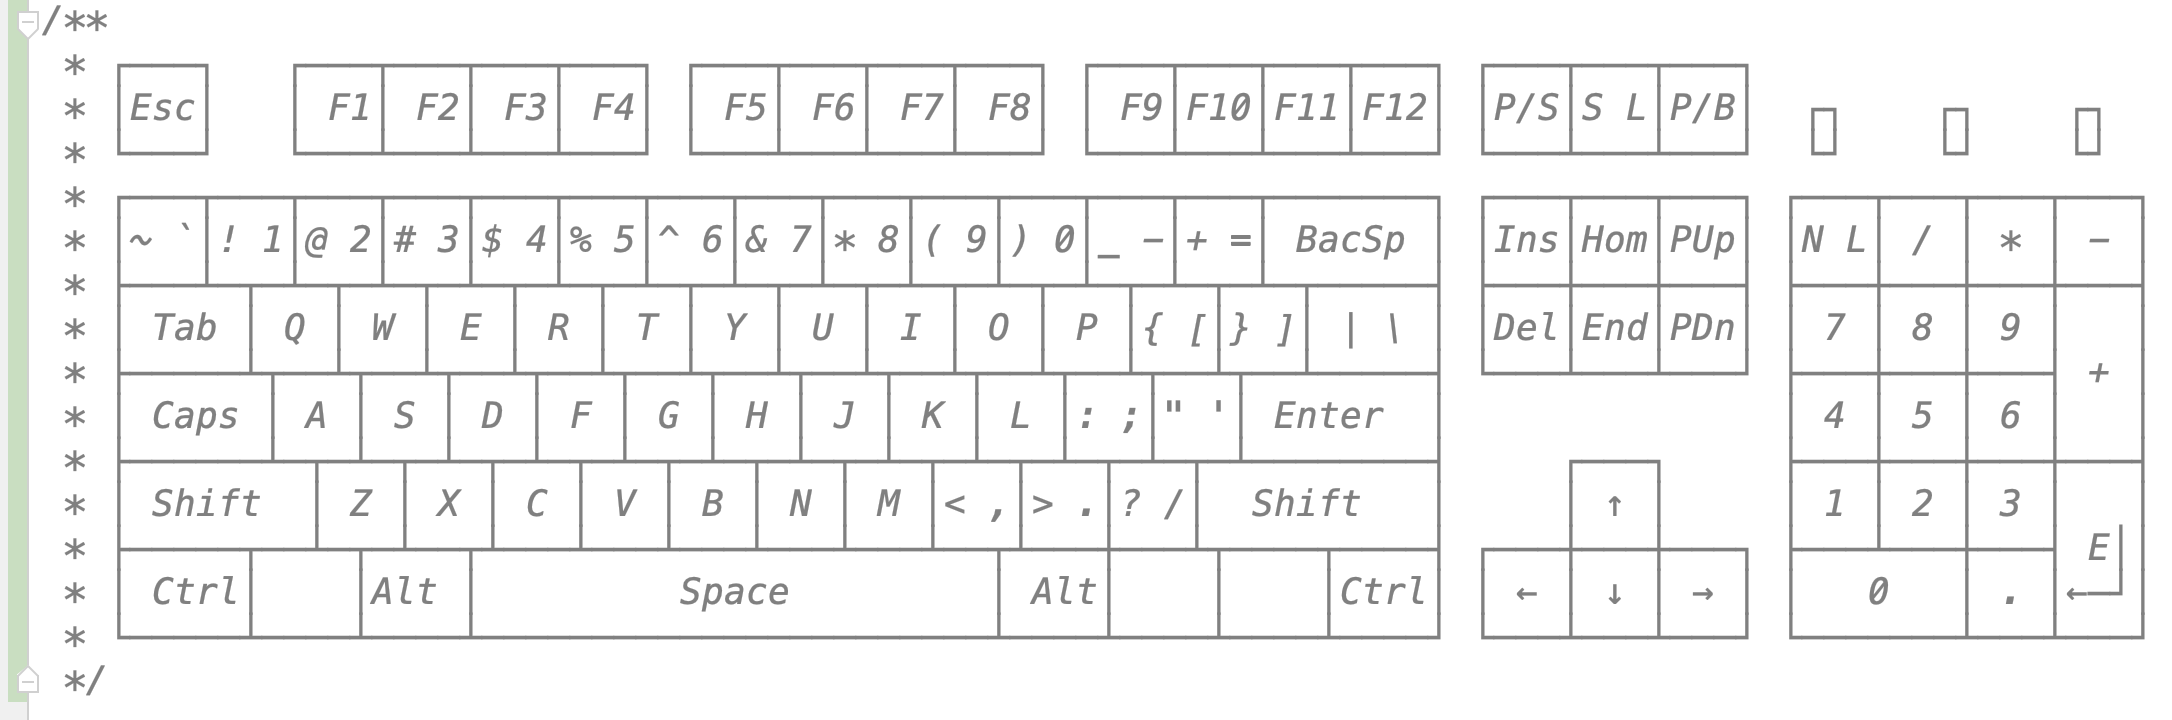 /**
*
* Esc F1 F2 F3 F4 F5 F6 F7 F8 F9 F10 F11 F12 P/S S L P/B
*
*
* ~ ` ! 1 @ 2 # 3 $ 4 % 5 ^ 6 & 7 * 8 ( 9 ) 0 _ - + = BacSp Ins Hom PUp N L / * -
*
* Tab Q W E R T Y U I O P { [ } ] | \ Del End PDn 7 8 9
* +
* Caps A S D F G H J K L : ; " ' Enter 4 5 6
*
* Shift Z X C V B N M < , > . ? / Shift ↑ 1 2 3
* E
* Ctrl Alt Space Alt Ctrl ← ↓ → 0 . ←
*
*/